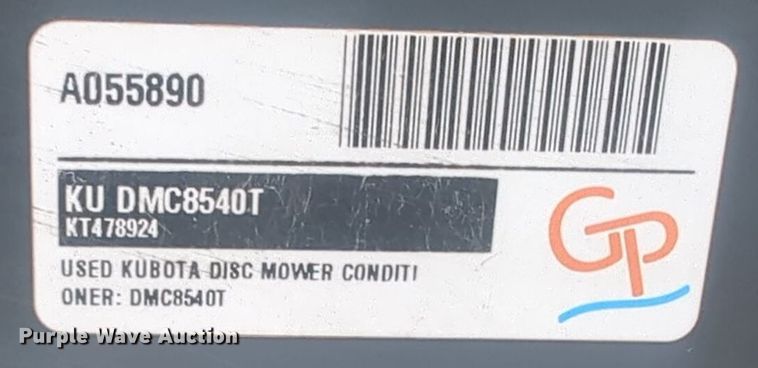 A055890
KU DMC8540T
KT478924
GP
USED KUBOTA DISC MOWER CONDITI
ONER: DMC8540T
Purple Wave Auction